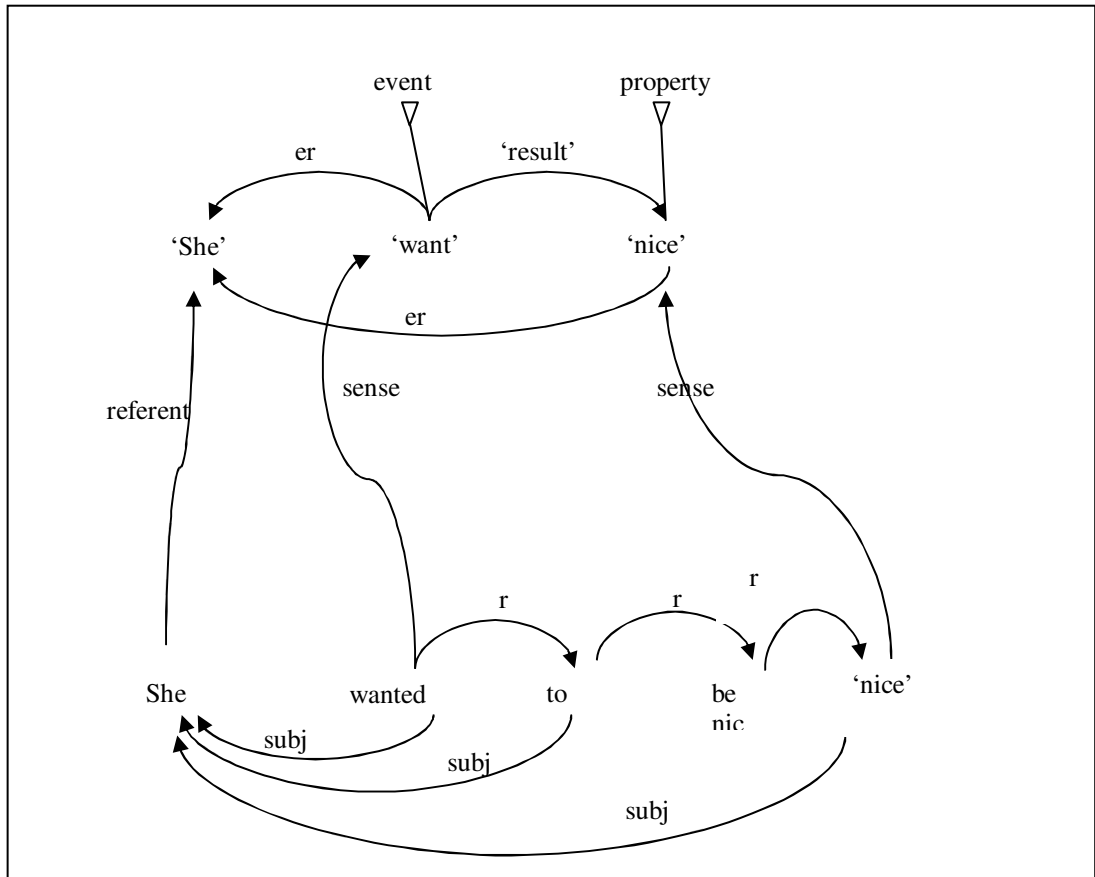 event property
er ‘result’
‘She’ ‘want’ ‘nice’
er
sense sense
referent
r
r r
She wanted to be ‘nice’
nic
subj
subj
subj